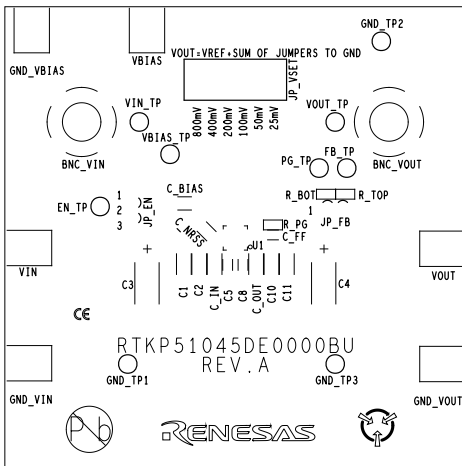 GND_TP2
VBIAS
VOUT=VREF+SUM OF JUMPERS TO GND
GND_VBIAS
JP_VSET
800mV
400mV
200mV
100mV
50mV
25mV
VIN_TP
VOUT_TP
VBIAS_TP
BNC_VIN
PG_TP
FB_TP
BNC_VOUT
C_BIAS
R_BOT
R_TOP
EN_TP
1
2
3
JP_EN
1
JP_FB
R_PG
C_NRSS
C_FF
U1
VIN
VOUT
C3
C4
C1
C2
C_IN
C5
C8
C_OUT
C10
C11
CE
RTKP51045DE0000BU
REV.A
GND_TP1
GND_TP3
GND_VIN
GND_VOUT
Pb
RENESAS